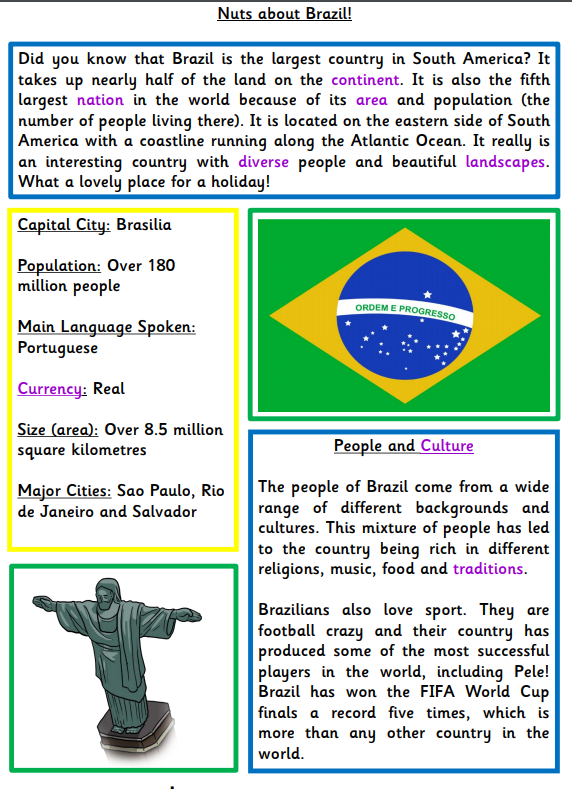 Nuts about Brazil!
Did you know that Brazil is the largest country in South America? It
takes up nearly half of the land on the continent. It is also the fifth
largest nation in the world because of its area and population (the
number of people living there). It is located on the eastern side of South
America with a coastline running along the Atlantic Ocean. It really is
an interesting country with diverse people and beautiful landscapes.
What a lovely place for a holiday!
Capital City: Brasilia
Population: Over 180
million people
Main Language Spoken:
Portuguese
Currency: Real
Size (area): Over 8.5 million
square kilometres
Major Cities: Sao Paulo, Rio
de Janeiro and Salvador
ORDEM E PROGRESSO
People and Culture
The people of Brazil come from a wide
range of different backgrounds and
cultures. This mixture of people has led
to the country being rich in different
religions, music, food and traditions.
Brazilians also love sport. They are
football crazy and their country has
produced some of the most successful
players in the world, including Pele!
Brazil has won the FIFA World Cup
finals a record five times, which is
more than any other country in the
world.